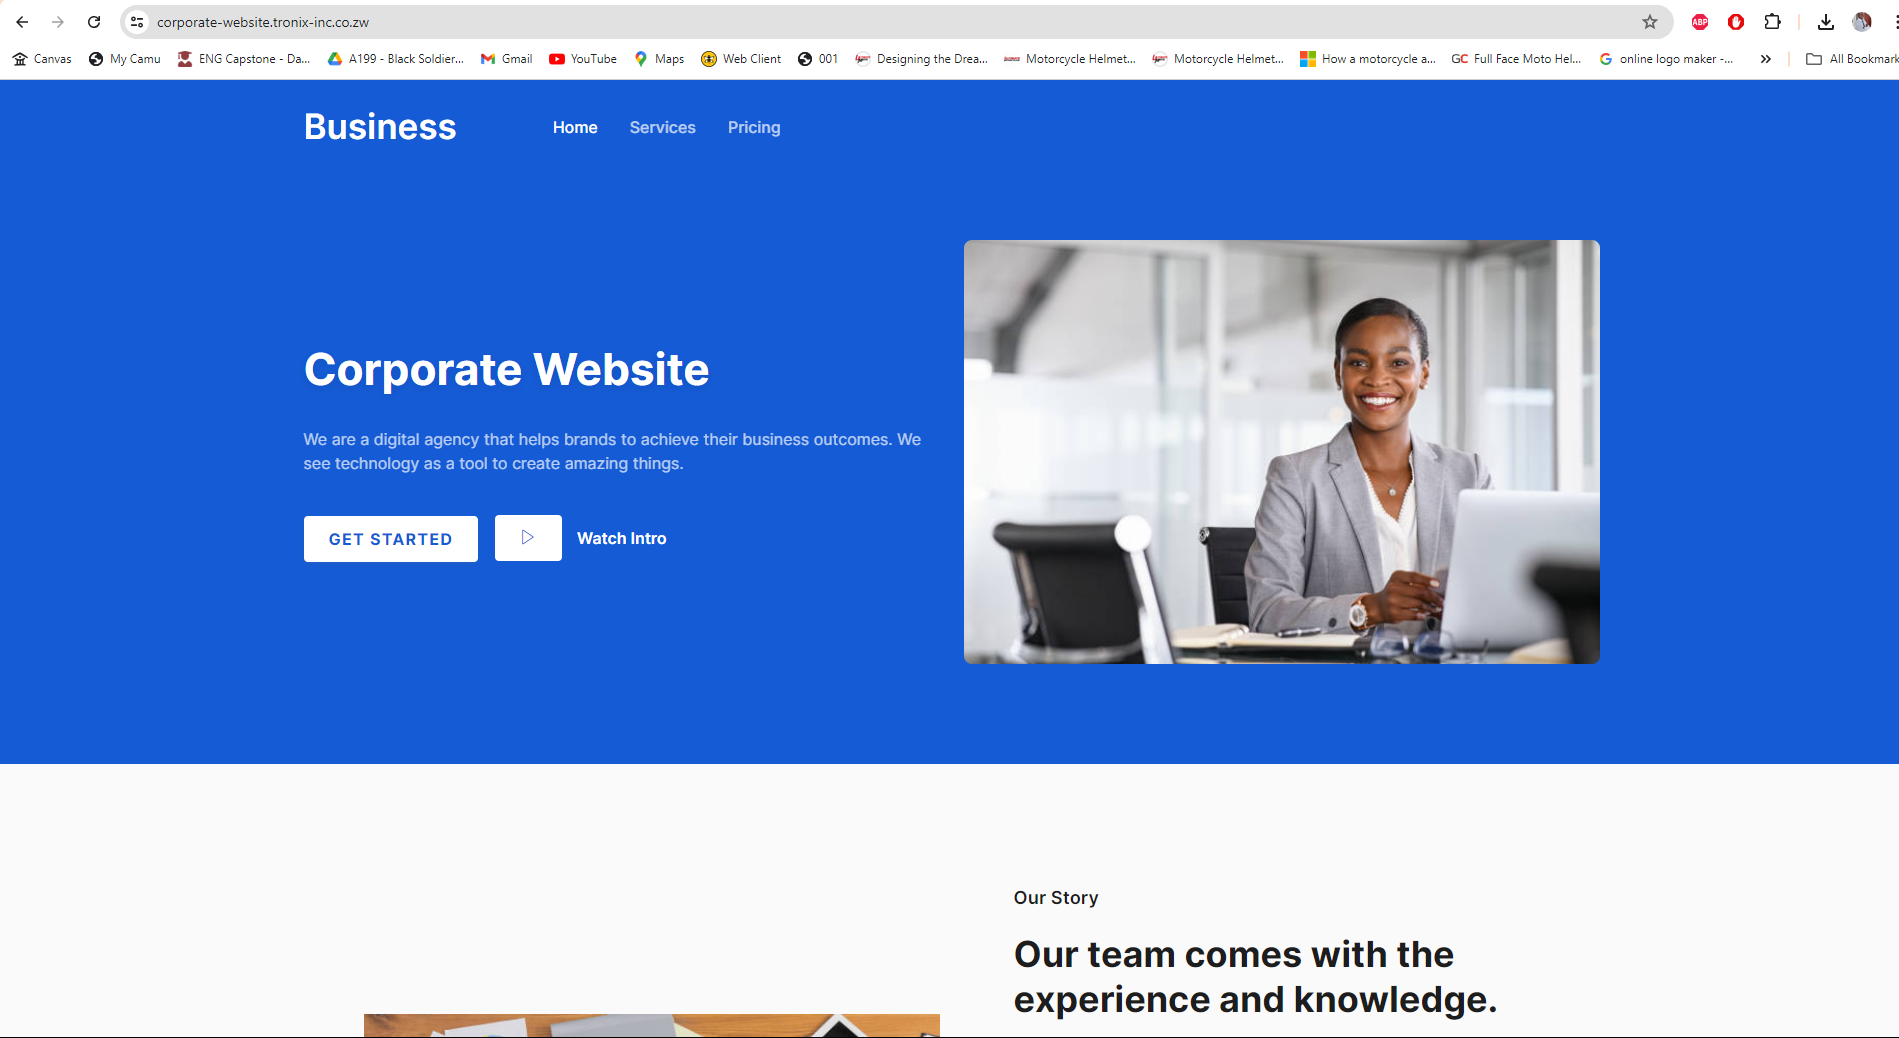 corporate-website.tronix-inc.co.zw
ABP
Canvas My Camu ENG Capstone - Da... A199 - Black Soldier... Gmail YouTube Maps Web Client 001 Designing the Drea... Motorcycle Helmet... Motorcycle Helmet... How a motorcycle a... GC Full Face Moto Hel... online logo maker -... All Bookmark
Business Home Services Pricing
Corporate Website
We are a digital agency that helps brands to achieve their business outcomes. We
see technology as a tool to create amazing things.
GET STARTED Watch Intro
Our Story
Our team comes with the
experience and knowledge.